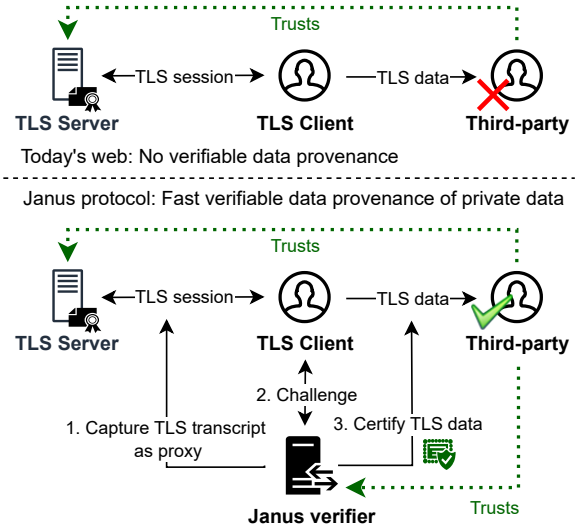 Trusts
TLS session
TLS data
TLS Server
TLS Client
Third-party
Today's web: No verifiable data provenance
Janus protocol: Fast verifiable data provenance of private data
Trusts
TLS session
TLS data
TLS Server
TLS Client
Third-party
2. Challenge
1. Capture TLS transcript
as proxy
3. Certify TLS data
Trusts
Janus verifier